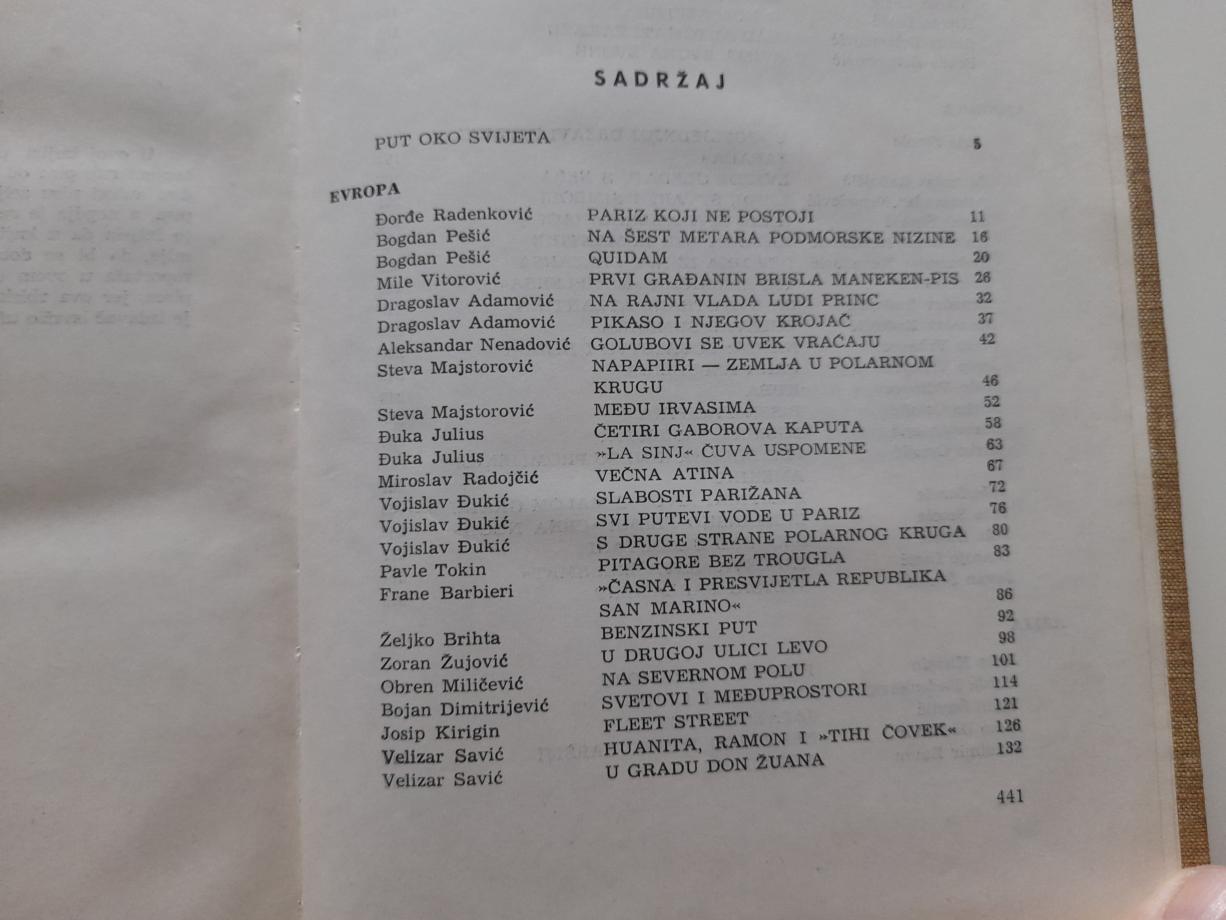 SADRŽAJ
PUT OKO SVIJETA 5
EVROPA
Đorđe Radenković PARIZ KOJI NE POSTOJI 11
Bogdan Pešić NA ŠEST METARA PODMORSKE NIZINE 16
Bogdan Pešić QUIDAM 20
Mile Vitorović PRVI GRAĐANIN BRISLA MANEKEN-PIS 26
Dragoslav Adamović NA RAJNI VLADA LUDI PRINC 32
Dragoslav Adamović PIKASO I NJEGOV KROJAČ 37
Aleksandar Nenadović GOLUBOVI SE UVEK VRAĆAJU 42
Steva Majstorović NAPAPIIRI — ZEMLJA U POLARNOM
KRUGU 46
Steva Majstorović MEĐU IRVASIMA 52
Đuka Julius ČETIRI GABOROVA KAPUTA 58
Đuka Julius »LA SINJ« ČUVA USPOMENE 63
Miroslav Radojčić VEČNA ATINA 67
Vojislav Đukić SLABOSTI PARIŽANA 72
Vojislav Đukić SVI PUTEVI VODE U PARIZ 76
Vojislav Đukić S DRUGE STRANE POLARNOG KRUGA 80
Pavle Tokin PITAGORE BEZ TROUGLA 83
Frane Barbieri »ČASNA I PRESVIJETLA REPUBLIKA
SAN MARINO« 86
Željko Brihta BENZINSKI PUT 92
Zoran Žujović U DRUGOJ ULICI LEVO 98
Obren Miličević NA SEVERNOM POLU 101
Bojan Dimitrijević SVETOVI I MEĐUPROSTORI 114
Josip Kirigin FLEET STREET 121
Velizar Savić HUANITA, RAMON I »TIHI ČOVEK« 126
Velizar Savić U GRADU DON ŽUANA 132
441